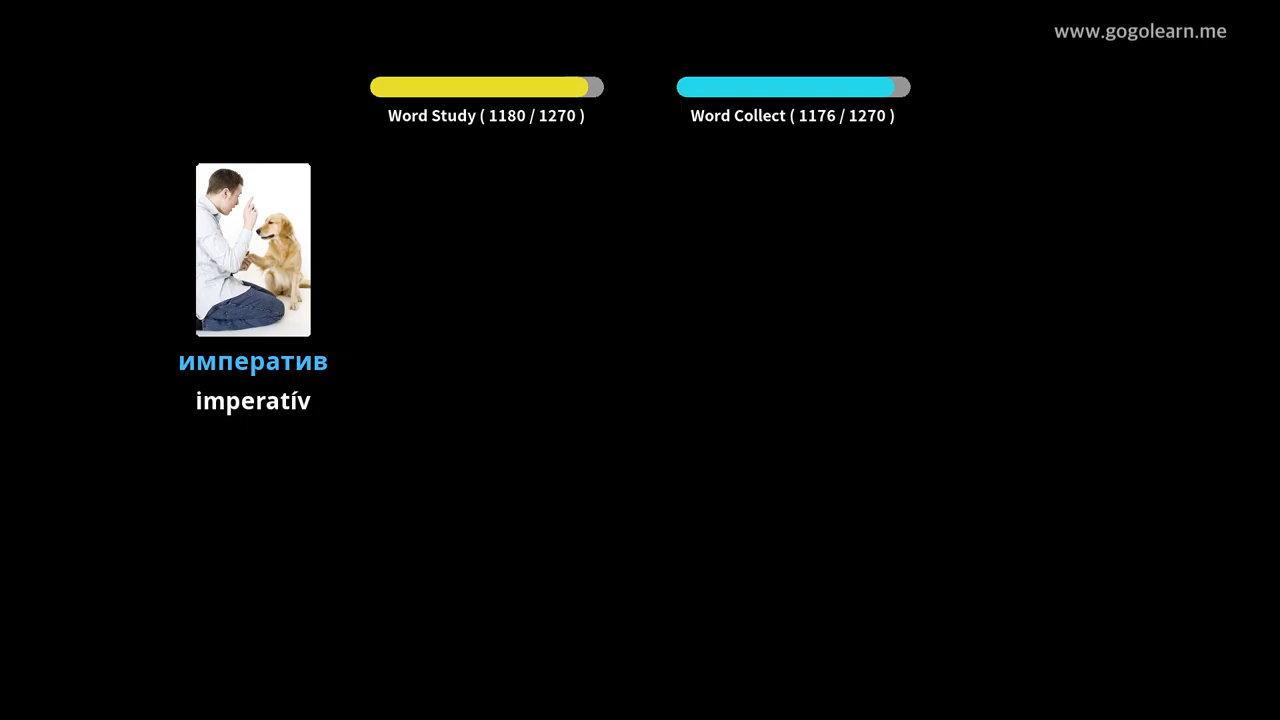 www.gogolearn.me
Word Study ( 1180 / 1270 )
Word Collect ( 1176 / 1270 )
императив
imperatív